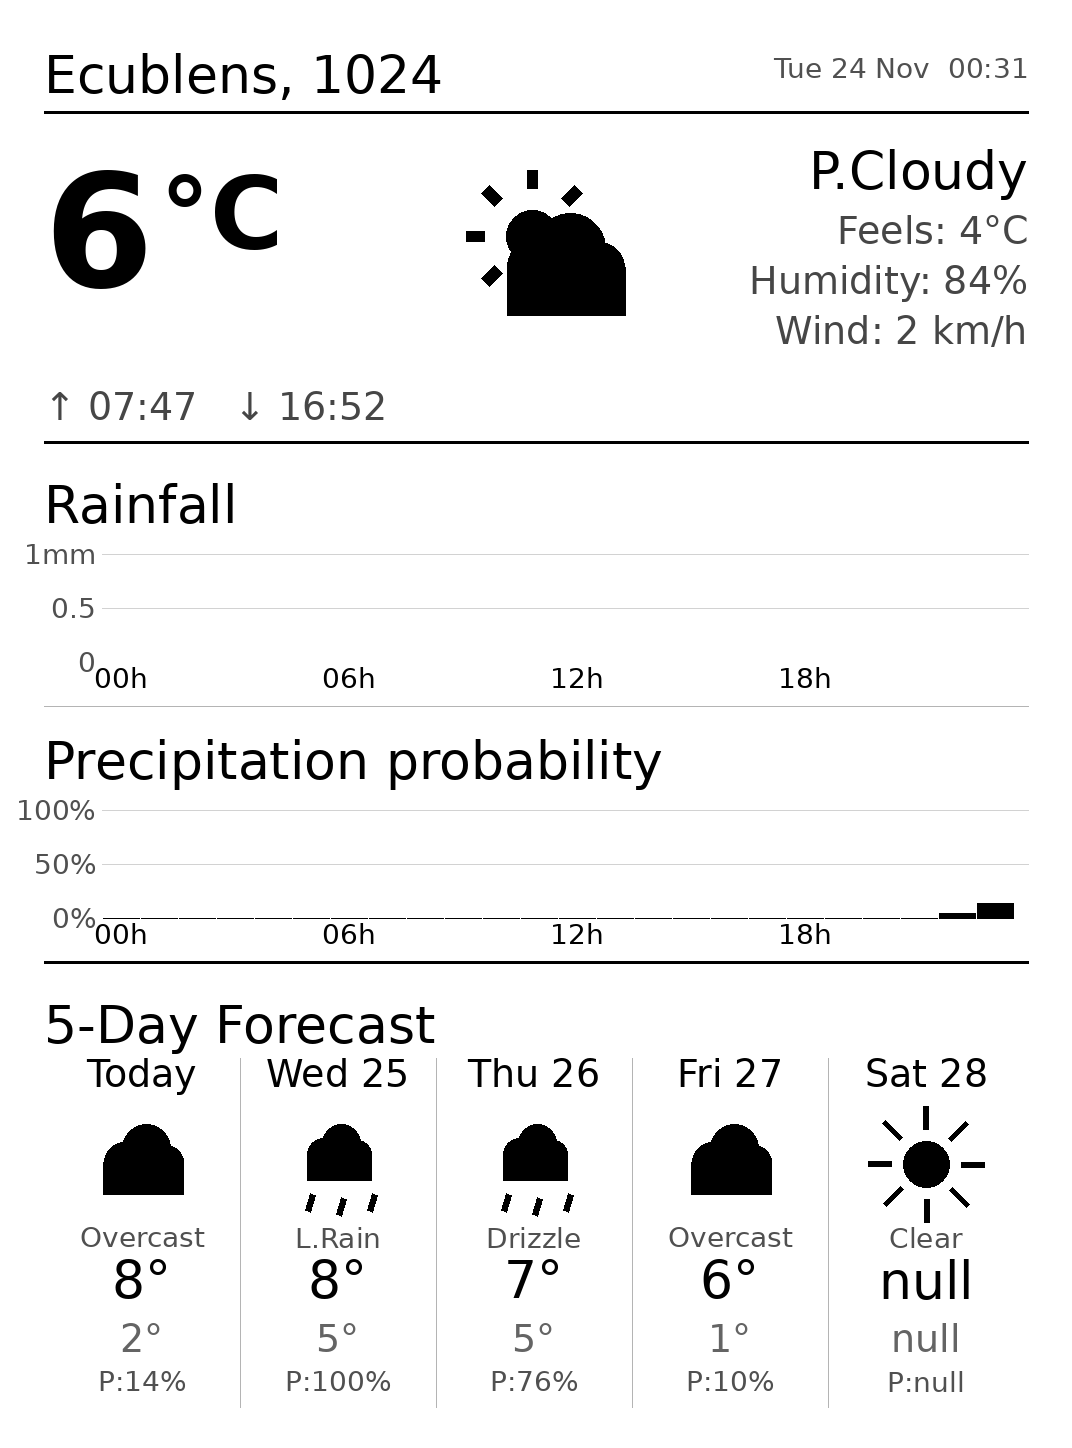 Ecublens, 1024
Tue 24 Nov  00:31
6°C
P.Cloudy
Feels: 4°C
Humidity: 84%
Wind: 2 km/h
↑ 07:47   ↓ 16:52
Rainfall
1mm
0.5
0
00h 06h 12h 18h
Precipitation probability
100%
50%
0%
00h 06h 12h 18h
5-Day Forecast
Today Wed 25 Thu 26 Fri 27 Sat 28
Overcast L.Rain Drizzle Overcast Clear
8° 8° 7° 6° null
2° 5° 5° 1° null
P:14% P:100% P:76% P:10% P:null